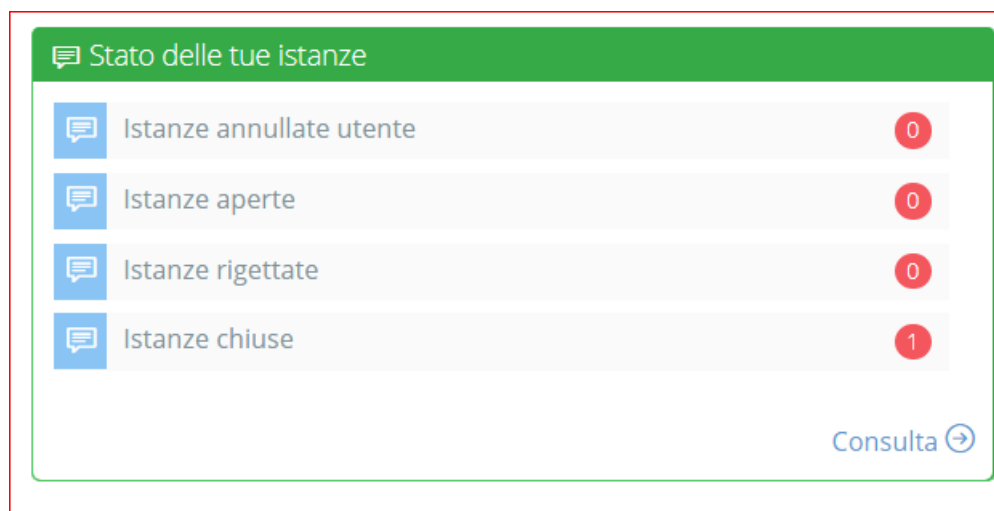 Stato delle tue istanze
Istanze annullate utente 0
Istanze aperte 0
Istanze rigettate 0
Istanze chiuse 1
Consulta